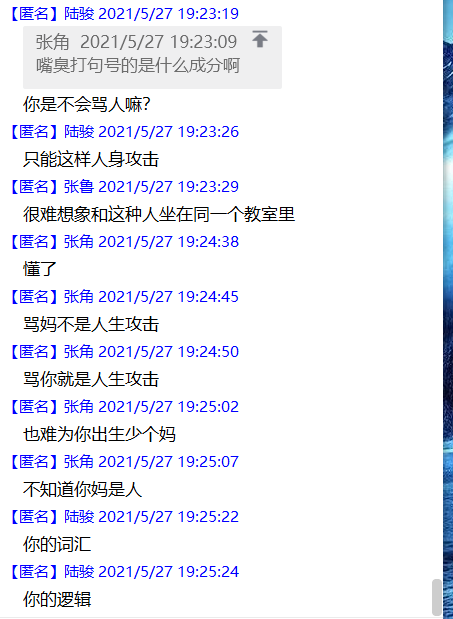 【匿名】陆骏 2021/5/27 19:23:19
张角 2021/5/27 19:23:09
嘴臭打句号的是什么成分啊
你是不会骂人嘛?
【匿名】陆骏 2021/5/27 19:23:26
只能这样人身攻击
【匿名】张鲁 2021/5/27 19:23:29
很难想象和这种人坐在同一个教室里
【匿名】张角 2021/5/27 19:24:38
懂了
【匿名】张角 2021/5/27 19:24:45
骂妈不是人生攻击
【匿名】张角 2021/5/27 19:24:50
骂你就是人生攻击
【匿名】张角 2021/5/27 19:25:02
也难为你出生少个妈
【匿名】张角 2021/5/27 19:25:07
不知道你妈是人
【匿名】陆骏 2021/5/27 19:25:22
你的词汇
【匿名】陆骏 2021/5/27 19:25:24
你的逻辑